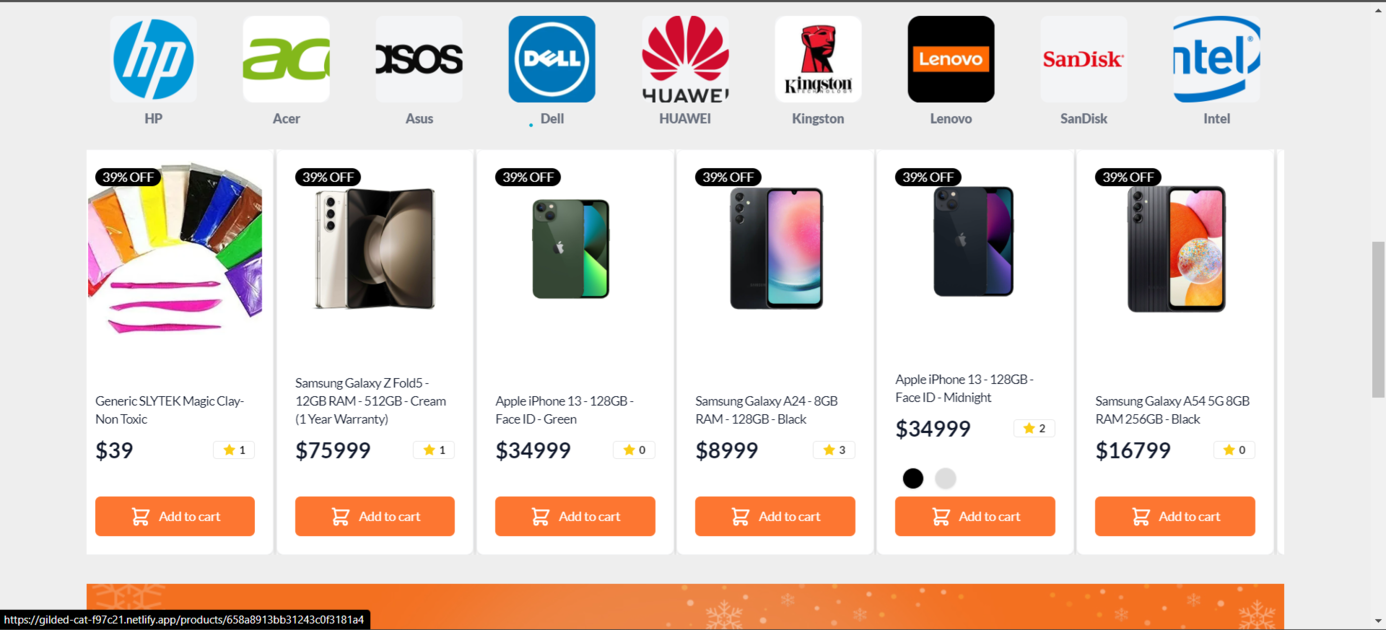 hp
ac
asos
DELL
HUAWEI
Kingston
TECHNOLOGY
Lenovo
SanDisk
ntel
HP
Acer
Asus
Dell
HUAWEI
Kingston
Lenovo
SanDisk
Intel
39% OFF
39% OFF
39% OFF
39% OFF
39% OFF
39% OFF
Generic SLYTEK Magic Clay-
Non Toxic
$39
1
Add to cart
Samsung Galaxy Z Fold5 -
12GB RAM - 512GB - Cream
(1 Year Warranty)
$75999
1
Add to cart
Apple iPhone 13 - 128GB -
Face ID - Green
$34999
0
Add to cart
Samsung Galaxy A24 - 8GB
RAM - 128GB - Black
$8999
3
Add to cart
Apple iPhone 13 - 128GB -
Face ID - Midnight
$34999
2
Add to cart
Samsung Galaxy A54 5G 8GB
RAM 256GB - Black
$16799
0
Add to cart
https://gilded-cat-f97c21.netlify.app/products/658a8913bb31243c0f3181a4